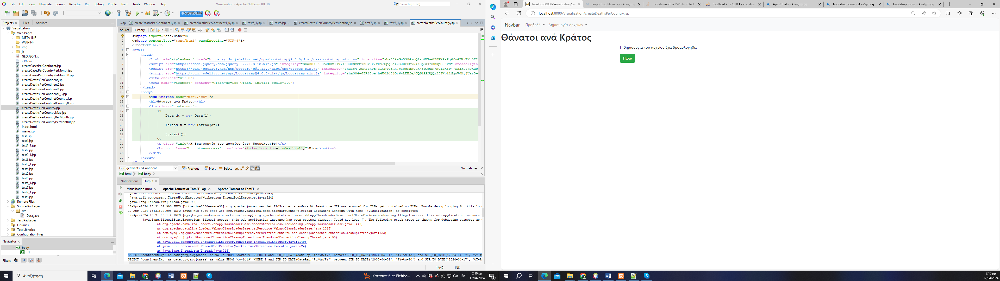 File Edit View Navigate Source Refactor Run Debug Profile Team Tools Window Help
Visualization - Apache NetBeans IDE 18
Search (Ctrl+I)
Projects Files Services
Visualization
Web Pages
META-INF
WEB-INF
img
js
GEOJSON.js
c19.csv
createCasesPerContinent.jsp
createCasesPerCountryPerMonth.jsp
createCasesPerCountryPerMonth0.jsp
createDeathsPerContinent.jsp
createDeathsPerContinent0.jsp
createDeathsPerContinent1.jsp
createDeathsPerContinent1_0.jsp
createDeathsPerContinetCountry.jsp
createDeathsPerContinetCountry0.jsp
createDeathsPerCountry.jsp
createDeathsPerCountryMap.jsp
createDeathsPerCountryPerMonth.jsp
createDeathsPerCountryPerMonth0.jsp
index.html
menu.jsp
test.jsp
test1.jsp
test1_1.jsp
test2.jsp
test2_1.jsp
test3.jsp
test3_1.jsp
test4.jsp
test5.jsp
test6.jsp
test6_1.jsp
test7.jsp
test7_1.jsp
test8.jsp
Remote Files
Source Packages
dta
Data.java
Test Packages
Libraries
Test Libraries
Configuration Files
Navigator
body
h1
Filters:
...sp createDeathsPerContinent1.jsp createDeathsPerContinent1_0.jsp test6_1.jsp test6.jsp createDeathsPerCountryPerMonth0.jsp test7.jsp test7_1.jsp createDeathsPerCountry.jsp
Source History
<%@page import="dta.Data"%>
2 <%@page contentType="text/html" pageEncoding="UTF-8"%>
3 <!DOCTYPE html>
4 <html>
5 <head>
6 <link rel="stylesheet" href="https://cdn.jsdelivr.net/npm/bootstrap@4.0.0/dist/css/bootstrap.min.css" integrity="sha384-Gn5384xqQ1aoWXA+058RXPxPg6fy4IWvTNh0E2
7 <script src="https://code.jquery.com/jquery-3.2.1.slim.min.js" integrity="sha384-KJ3o2DKtIkvYIK3UENzmM7KCkRr/rE9/Qpg6aAZGJwFDMVNA/GpGFF93hXpG5KkN" crossorigin
8 <script src="https://cdn.jsdelivr.net/npm/popper.js@1.12.9/dist/umd/popper.min.js" integrity="sha384-ApNbgh9B+Y1QKtv3Rn7W3mgPxhU9K/ScQsAP7hUibX39j7fakFPskvXus
9 <script src="https://cdn.jsdelivr.net/npm/bootstrap@4.0.0/dist/js/bootstrap.min.js" integrity="sha384-JZR6Spejh4U02d8jOt6vLEHfe/JQGiRRSQQxSfFWpi1MquVdAyjUar5+
10 <meta charset="UTF-8">
11 <meta name="viewport" content="width=device-width, initial-scale=1.0">
12 </head>
13 <body>
<jsp:include page="menu.jsp" />
15 <h1>Θάνατοι ανά Κράτος</h1>
16 <div class="container">
17 <%
18 Data dt = new Data(1);
19
20 Thread t = new Thread(dt);
21
22 t.start();
23 %>
24 <p class="info">Η δημιουργία του αρχείου έχει δρομολογηθεί</p>
25 <button class="btn btn-success" onclick="window.location='index.html';">Πίσω</button>
26 </div>
27 </body>
28 </html>
Find: getEventsByContinent Previous Next Select No matches
html body
Notifications Output
Visualization (run) Apache Tomcat or TomEE Log Apache Tomcat or TomEE
java.util.concurrent.ThreadPoolExecutor.runWorker(ThreadPoolExecutor.java:1149)
java.util.concurrent.ThreadPoolExecutor$Worker.run(ThreadPoolExecutor.java:624)
java.lang.Thread.run(Thread.java:748)
17-Apr-2024 13:31:02.990 INFO [http-nio-8080-exec-38] org.apache.jasper.servlet.TldScanner.scanJars At least one JAR was scanned for TLDs yet contained no TLDs. Enable debug logging for this log
17-Apr-2024 13:31:02.998 INFO [http-nio-8080-exec-38] org.apache.catalina.core.StandardContext.reload Reloading Context with name [/Visualization] is completed
17-Apr-2024 13:31:03.112 INFO [mysql-cj-abandoned-connection-cleanup] org.apache.catalina.loader.WebappClassLoaderBase.checkStateForResourceLoading Illegal access: this web application instance
java.lang.IllegalStateException: Illegal access: this web application instance has been stopped already. Could not load []. The following stack trace is thrown for debugging purposes as
at org.apache.catalina.loader.WebappClassLoaderBase.checkStateForResourceLoading(WebappClassLoaderBase.java:1440)
at org.apache.catalina.loader.WebappClassLoaderBase.getResource(WebappClassLoaderBase.java:1065)
at com.mysql.cj.jdbc.AbandonedConnectionCleanupThread.checkThreadContextClassLoader(AbandonedConnectionCleanupThread.java:123)
at com.mysql.cj.jdbc.AbandonedConnectionCleanupThread.run(AbandonedConnectionCleanupThread.java:90)
at java.util.concurrent.ThreadPoolExecutor.runWorker(ThreadPoolExecutor.java:1149)
at java.util.concurrent.ThreadPoolExecutor$Worker.run(ThreadPoolExecutor.java:624)
at java.lang.Thread.run(Thread.java:748)
SELECT `continentExp` as category,avg(cases) as value FROM `covid19` WHERE 1 and STR_TO_DATE(dateRep,'%d/%m/%Y') between STR_TO_DATE('2024-04-01', '%Y-%m-%d') and STR_TO_DATE('2024-04-17', '%Y-%
SELECT `continentExp` as category,avg(cases) as value FROM `covid19` WHERE 1 and STR_TO_DATE(dateRep,'%d/%m/%Y') between STR_TO_DATE('2000-04-01', '%Y-%m-%d') and STR_TO_DATE('2024-04-17', '%Y-%
14:40 INS
Αναζήτηση
Κατασκευή σε Elefthe...
ΕΛ
2:10 μμ
17/04/2024
2
localhost:8080/Visualization/cre
import jsp file in jsp - Αναζήτησ
Include another JSP file - Stack
localhost / 127.0.0.1 / visualize
ApexCharts - Αναζήτηση
bootstrap forms - Αναζήτηση
bootstrap forms - Αναζήτηση
localhost:8080/Visualization/createDeathsPerCountry.jsp
Navbar Προβολή Δημιουργία Αρχείων
Θάνατοι ανά Κράτος
Η δημιουργία του αρχείου έχει δρομολογηθεί
Πίσω
2:10 μμ
17/04/2024